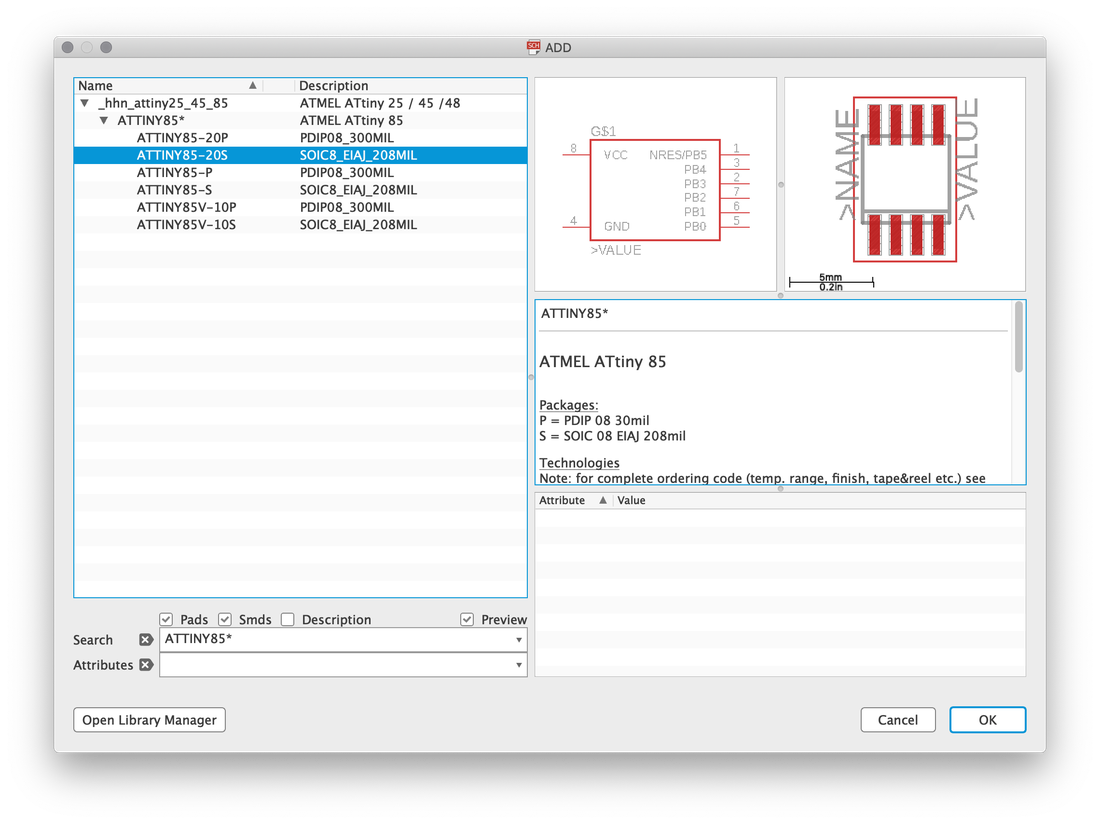 SCH ADD
Name Description
_hhn_attiny25_45_85 ATMEL ATtiny 25 / 45 /48
ATTINY85* ATMEL ATtiny 85
ATTINY85-20P PDIP08_300MIL
ATTINY85-20S SOIC8_EIAJ_208MIL
ATTINY85-P PDIP08_300MIL
ATTINY85-S SOIC8_EIAJ_208MIL
ATTINY85V-10P PDIP08_300MIL
ATTINY85V-10S SOIC8_EIAJ_208MIL
Pads Smds Description Preview
Search ATTINY85*
Attributes
Open Library Manager
G$1
8 VCC NRES/PB5 1
PB4 3
PB3 2
PB2 7
PB1 6
4 GND PB0 5
>VALUE
>NAME
>VALUE
5mm
0.2in
ATTINY85*
ATMEL ATtiny 85
Packages:
P = PDIP 08 30mil
S = SOIC 08 EIAJ 208mil
Technologies
Note: for complete ordering code (temp. range, finish, tape&reel etc.) see
Attribute Value
Cancel OK